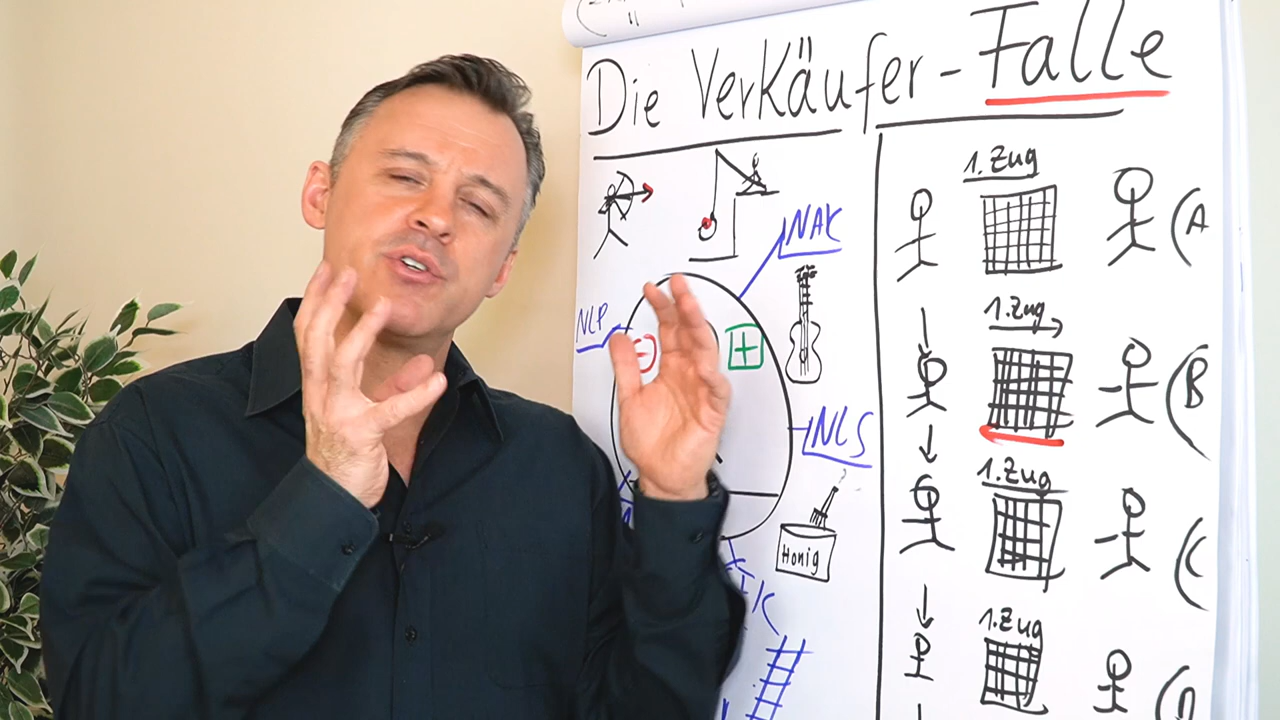 Die Verkäufer-Falle
NAK
NLP
NLS
Honig
1. Zug
A
1. Zug
B
1. Zug
C
1. Zug